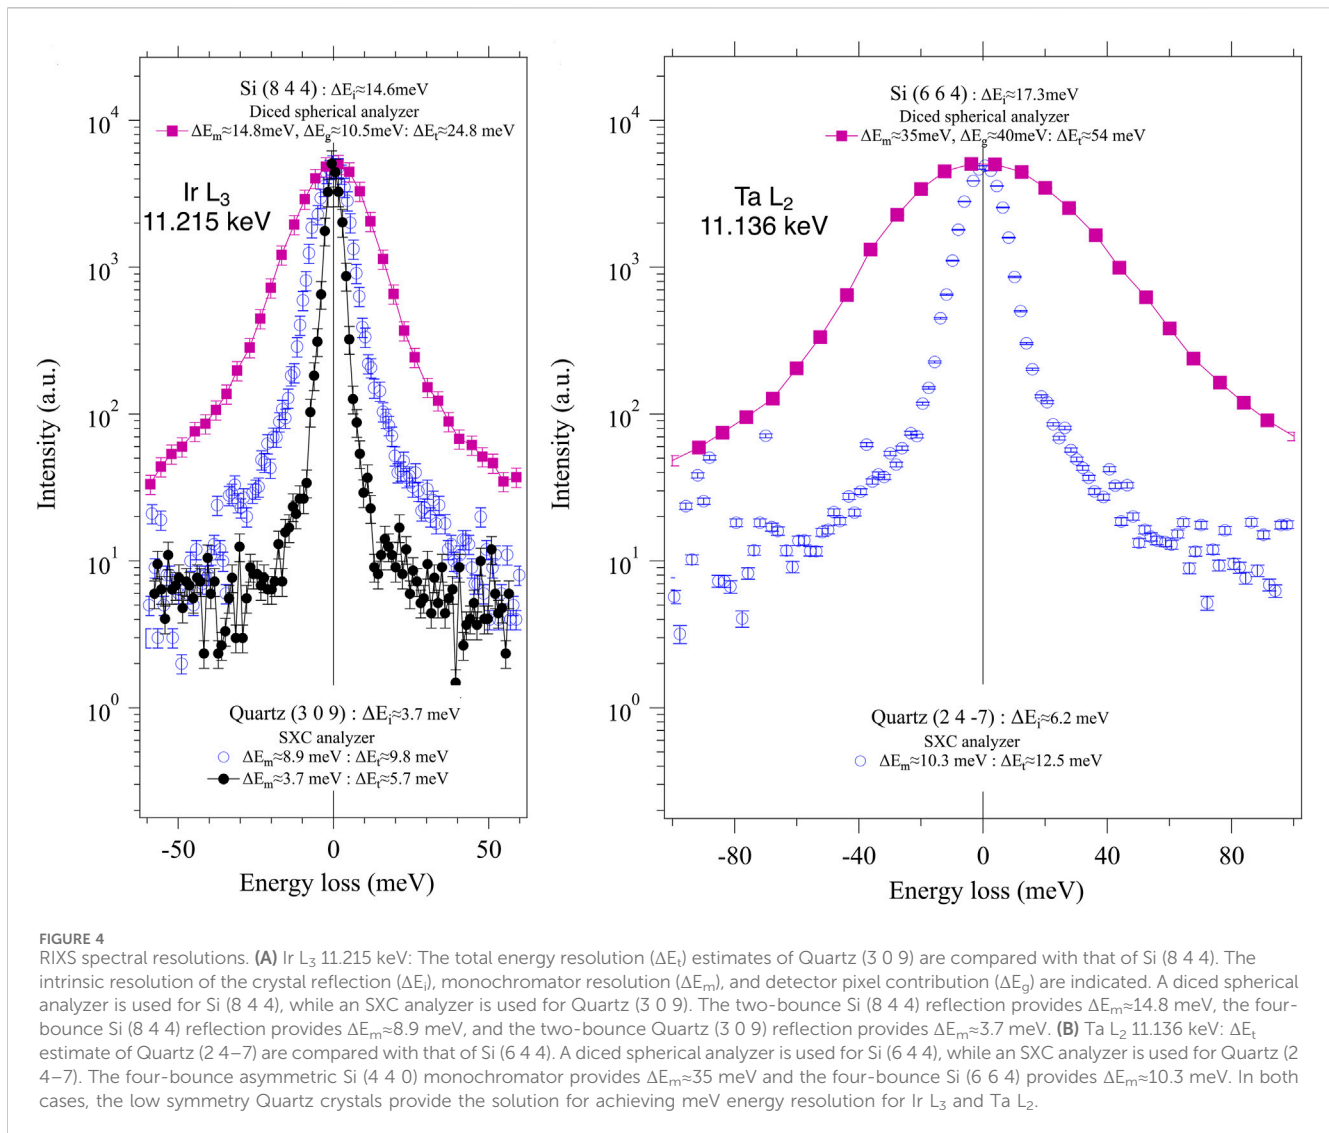 Si (8 4 4) : ΔEi≈14.6meV
Diced spherical analyzer
ΔEm≈14.8meV, ΔEg≈10.5meV: ΔEt≈24.8 meV
Ir L3
11.215 keV
10^4
10^3
10^2
10^1
10^0
Intensity (a.u.)
Quartz (3 0 9) : ΔEi≈3.7 meV
SXC analyzer
ΔEm≈8.9 meV : ΔEt≈9.8 meV
ΔEm≈3.7 meV : ΔEt≈5.7 meV
-50 0 50
Energy loss (meV)
Si (6 6 4) : ΔEi≈17.3meV
Diced spherical analyzer
ΔEm≈35meV, ΔEg≈40meV: ΔEt≈54 meV
Ta L2
11.136 keV
10^4
10^3
10^2
10^1
10^0
Intensity (a.u.)
Quartz (2 4 -7) : ΔEi≈6.2 meV
SXC analyzer
ΔEm≈10.3 meV : ΔEt≈12.5 meV
-80 -40 0 40 80
Energy loss (meV)
FIGURE 4
RIXS spectral resolutions. (A) Ir L3 11.215 keV: The total energy resolution (ΔEt) estimates of Quartz (3 0 9) are compared with that of Si (8 4 4). The
intrinsic resolution of the crystal reflection (ΔEi), monochromator resolution (ΔEm), and detector pixel contribution (ΔEg) are indicated. A diced spherical
analyzer is used for Si (8 4 4), while an SXC analyzer is used for Quartz (3 0 9). The two-bounce Si (8 4 4) reflection provides ΔEm≈14.8 meV, the four-
bounce Si (8 4 4) reflection provides ΔEm≈8.9 meV, and the two-bounce Quartz (3 0 9) reflection provides ΔEm≈3.7 meV. (B) Ta L2 11.136 keV: ΔEt
estimate of Quartz (2 4–7) are compared with that of Si (6 4 4). A diced spherical analyzer is used for Si (6 4 4), while an SXC analyzer is used for Quartz (2
4–7). The four-bounce asymmetric Si (4 4 0) monochromator provides ΔEm≈35 meV and the four-bounce Si (6 6 4) provides ΔEm≈10.3 meV. In both
cases, the low symmetry Quartz crystals provide the solution for achieving meV energy resolution for Ir L3 and Ta L2.